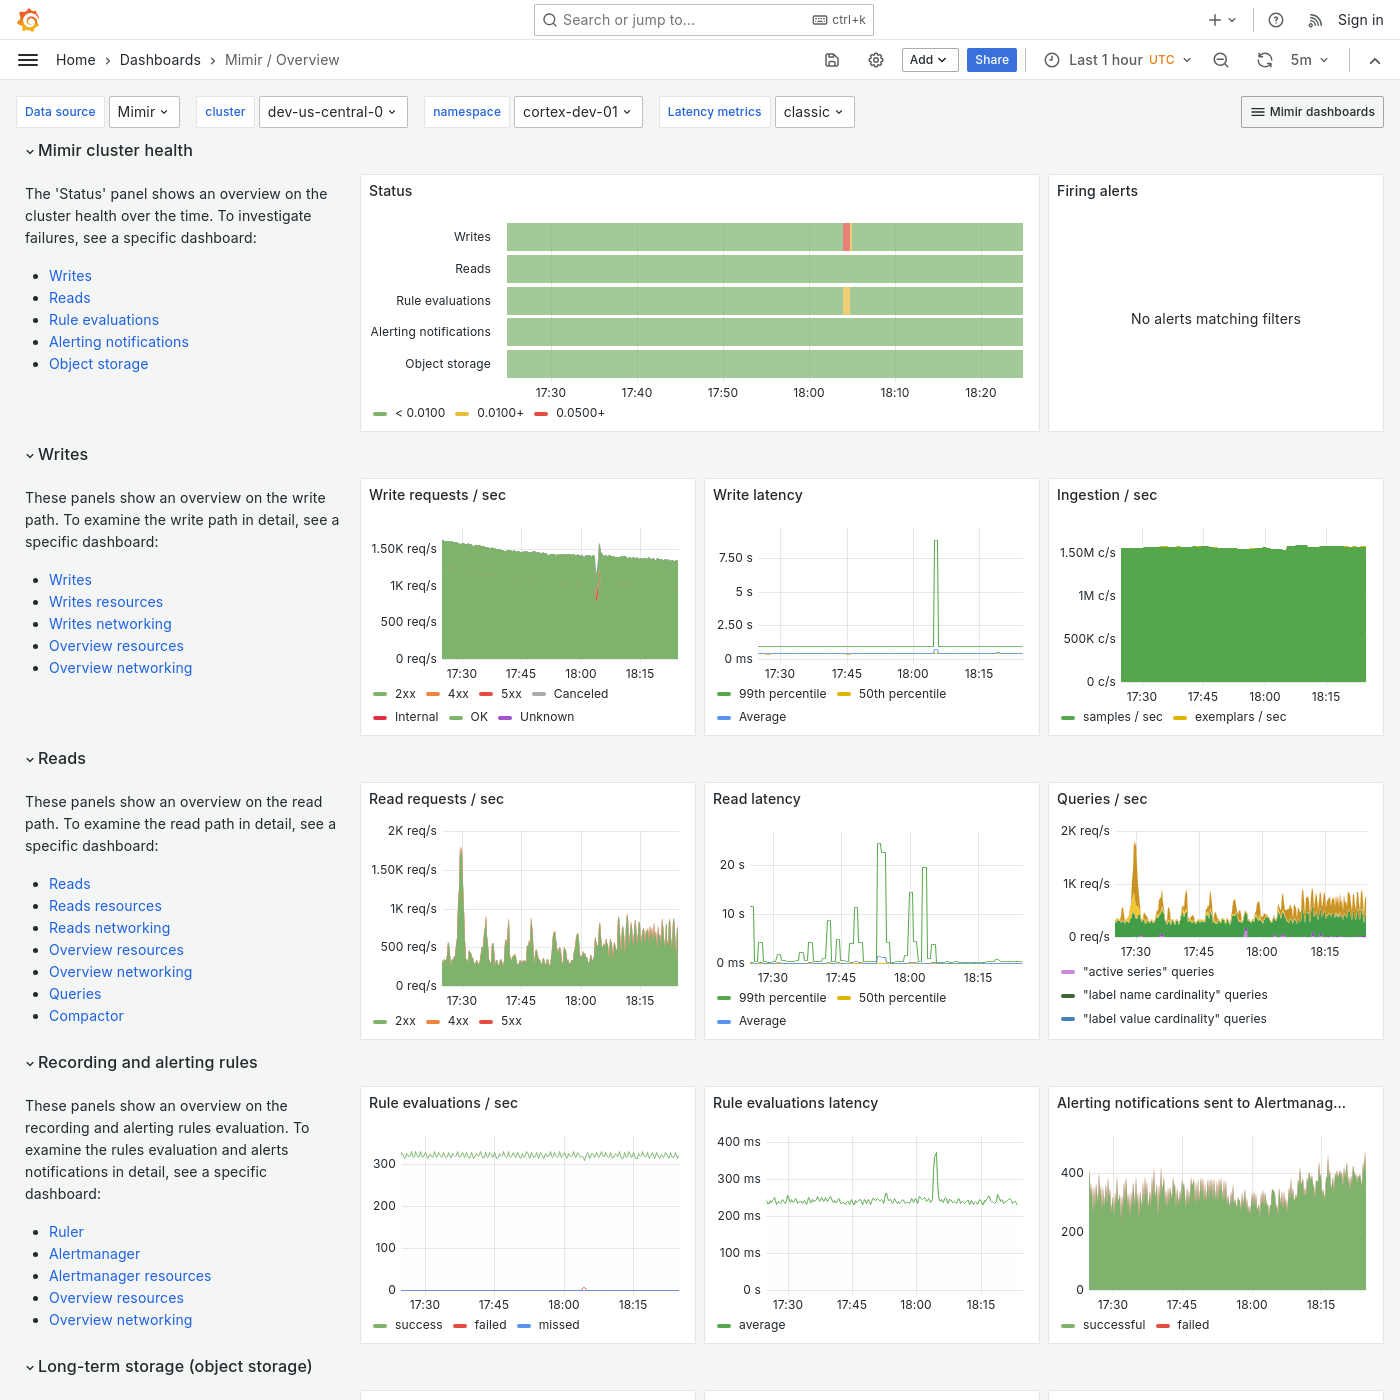 Search or jump to...
ctrl+k
Sign in
Home
Dashboards
Mimir / Overview
Add
Share
Last 1 hour UTC
5m
Data source
Mimir
cluster
dev-us-central-0
namespace
cortex-dev-01
Latency metrics
classic
Mimir dashboards
Mimir cluster health
The 'Status' panel shows an overview on the
cluster health over the time. To investigate
failures, see a specific dashboard:
Writes
Reads
Rule evaluations
Alerting notifications
Object storage
Status
Writes
Reads
Rule evaluations
Alerting notifications
Object storage
17:30 17:40 17:50 18:00 18:10 18:20
< 0.0100 0.0100+ 0.0500+
Firing alerts
No alerts matching filters
Writes
These panels show an overview on the write
path. To examine the write path in detail, see a
specific dashboard:
Writes
Writes resources
Writes networking
Overview resources
Overview networking
Write requests / sec
1.50K req/s
1K req/s
500 req/s
0 req/s
17:30 17:45 18:00 18:15
2xx 4xx 5xx Canceled
Internal OK Unknown
Write latency
7.50 s
5 s
2.50 s
0 ms
17:30 17:45 18:00 18:15
99th percentile 50th percentile
Average
Ingestion / sec
1.50M c/s
1M c/s
500K c/s
0 c/s
17:30 17:45 18:00 18:15
samples / sec exemplars / sec
Reads
These panels show an overview on the read
path. To examine the read path in detail, see a
specific dashboard:
Reads
Reads resources
Reads networking
Overview resources
Overview networking
Queries
Compactor
Read requests / sec
2K req/s
1.50K req/s
1K req/s
500 req/s
0 req/s
17:30 17:45 18:00 18:15
2xx 4xx 5xx
Read latency
20 s
10 s
0 ms
17:30 17:45 18:00 18:15
99th percentile 50th percentile
Average
Queries / sec
2K req/s
1K req/s
0 req/s
17:30 17:45 18:00 18:15
"active series" queries
"label name cardinality" queries
"label value cardinality" queries
Recording and alerting rules
These panels show an overview on the
recording and alerting rules evaluation. To
examine the rules evaluation and alerts
notifications in detail, see a specific
dashboard:
Ruler
Alertmanager
Alertmanager resources
Overview resources
Overview networking
Rule evaluations / sec
300
200
100
0
17:30 17:45 18:00 18:15
success failed missed
Rule evaluations latency
400 ms
300 ms
200 ms
100 ms
0 s
17:30 17:45 18:00 18:15
average
Alerting notifications sent to Alertmanag...
400
200
0
17:30 17:45 18:00 18:15
successful failed
Long-term storage (object storage)